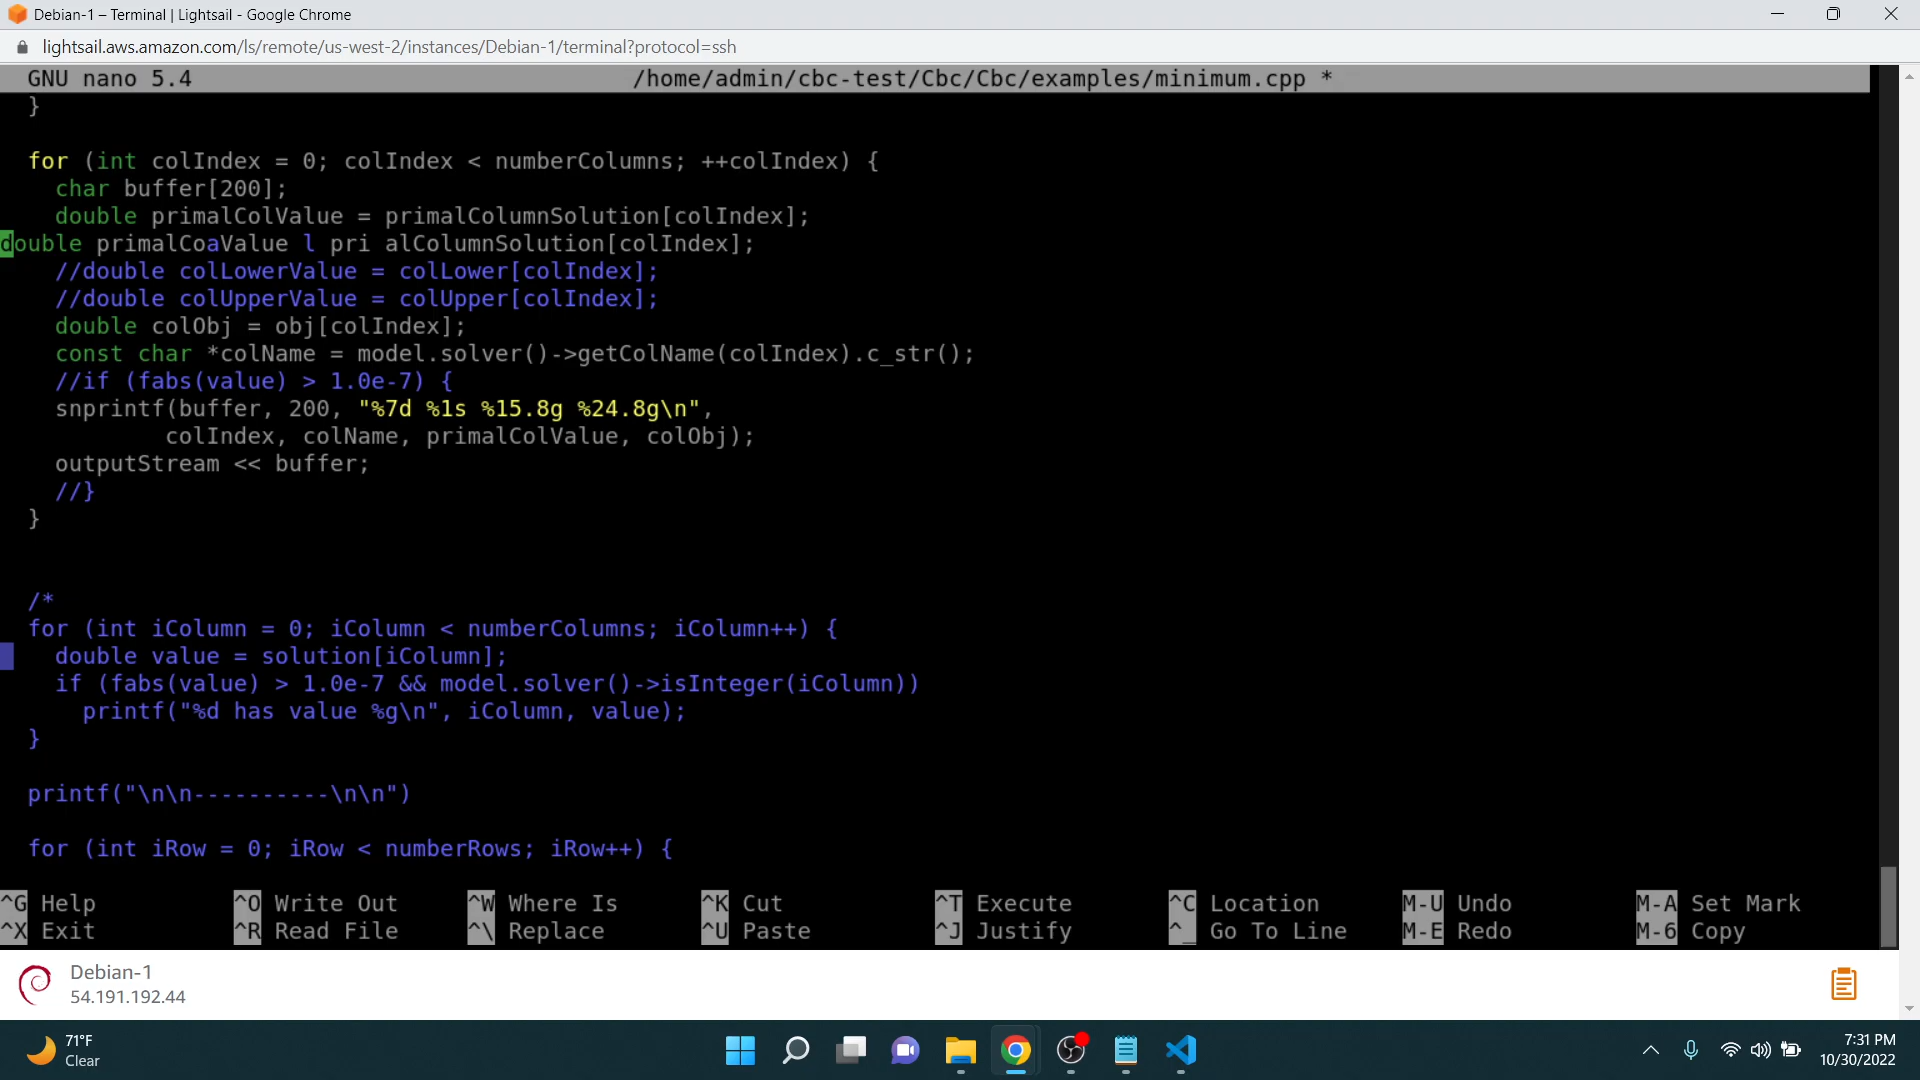 Debian-1 – Terminal | Lightsail - Google Chrome
lightsail.aws.amazon.com/ls/remote/us-west-2/instances/Debian-1/terminal?protocol=ssh
GNU nano 5.4 /home/admin/cbc-test/Cbc/Cbc/examples/minimum.cpp *
}
for (int colIndex = 0; colIndex < numberColumns; ++colIndex) {
char buffer[200];
double primalColValue = primalColumnSolution[colIndex];
double primalCoaValue l pri alColumnSolution[colIndex];
//double colLowerValue = colLower[colIndex];
//double colUpperValue = colUpper[colIndex];
double colObj = obj[colIndex];
const char *colName = model.solver()->getColName(colIndex).c_str();
//if (fabs(value) > 1.0e-7) {
snprintf(buffer, 200, "%7d %1s %15.8g %24.8g\n",
colIndex, colName, primalColValue, colObj);
outputStream << buffer;
//}
}
/*
for (int iColumn = 0; iColumn < numberColumns; iColumn++) {
double value = solution[iColumn];
if (fabs(value) > 1.0e-7 && model.solver()->isInteger(iColumn))
printf("%d has value %g\n", iColumn, value);
}
printf("\n\n----------\n\n")
for (int iRow = 0; iRow < numberRows; iRow++) {
^G Help ^O Write Out ^W Where Is ^K Cut ^T Execute ^C Location M-U Undo M-A Set Mark
^X Exit ^R Read File ^\ Replace ^U Paste ^J Justify ^_ Go To Line M-E Redo M-6 Copy
Debian-1
54.191.192.44
71°F
Clear
7:31 PM
10/30/2022